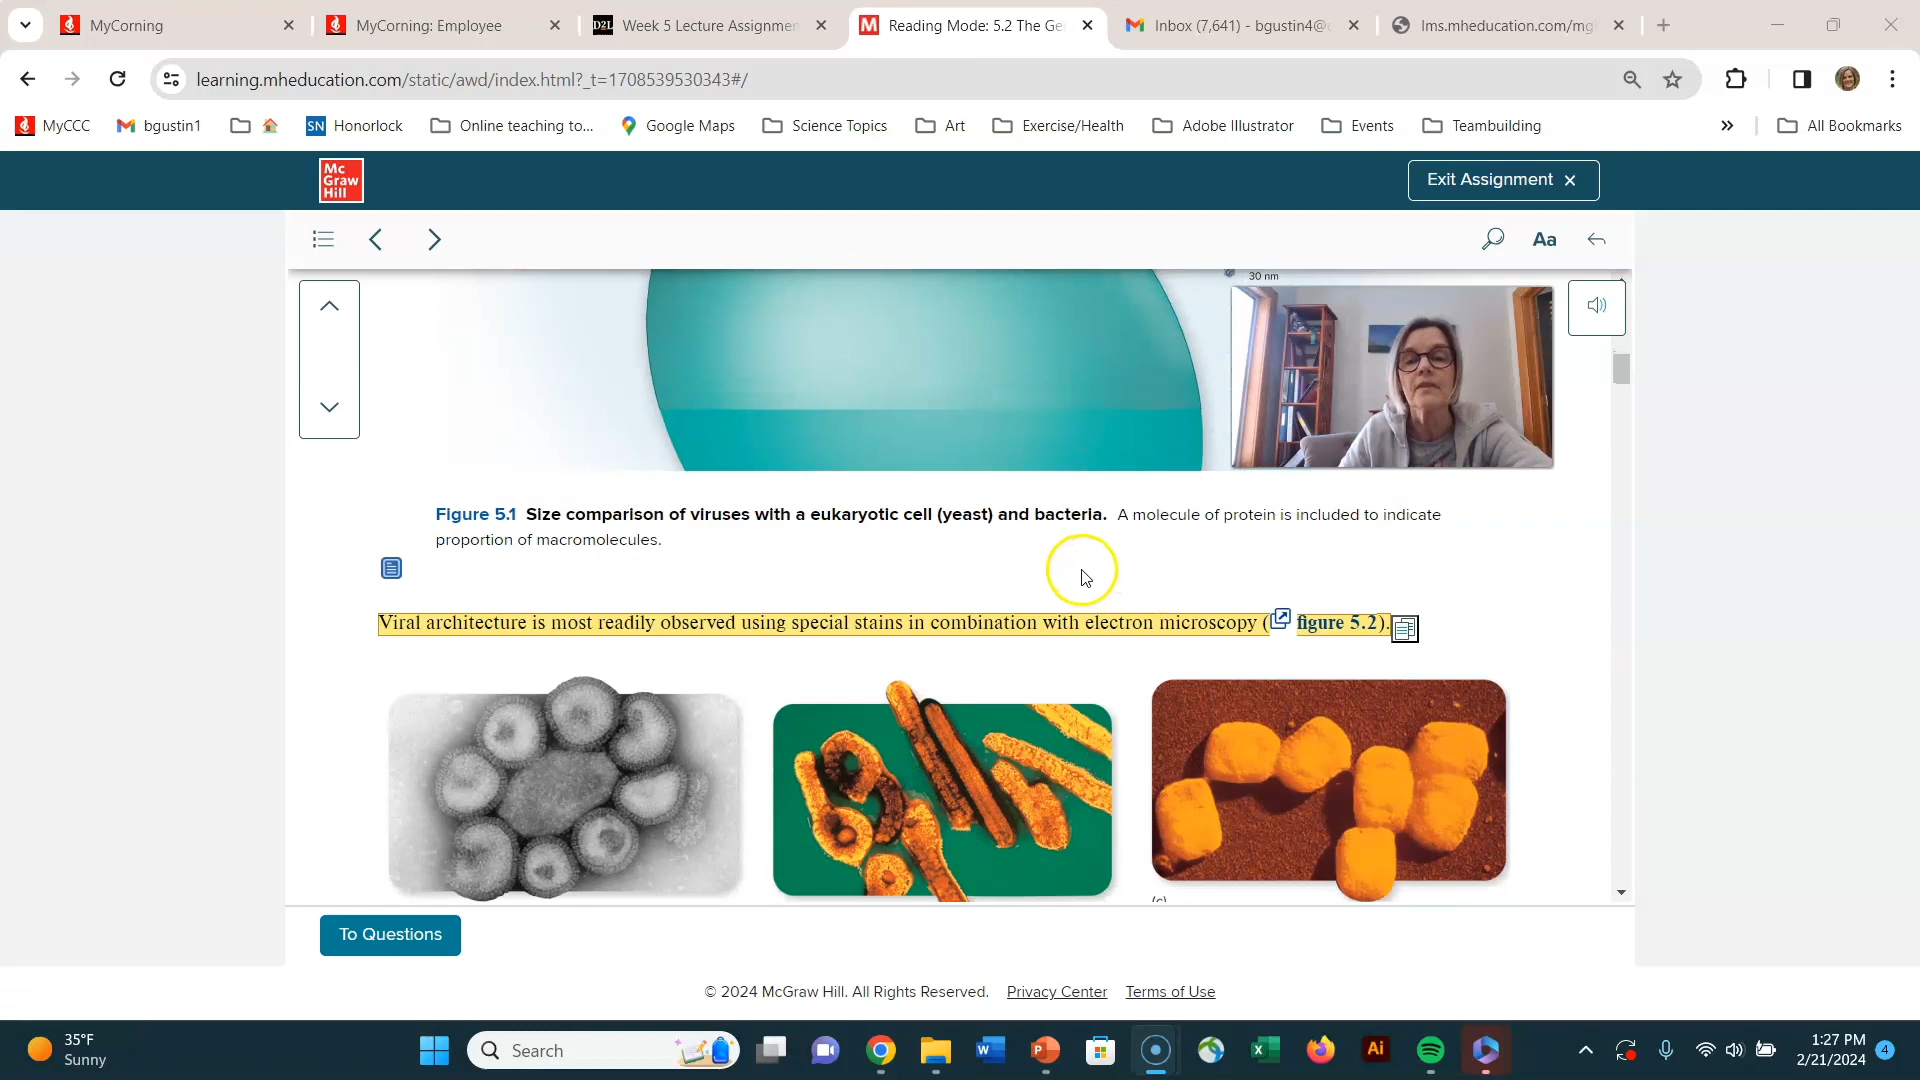 MyCorning
MyCorning: Employee
D2L Week 5 Lecture Assignmen
Reading Mode: 5.2 The Ge
Inbox (7,641) - bgustin4@
lms.mheducation.com/mg
learning.mheducation.com/static/awd/index.html?_t=1708539530343#/
MyCCC
bgustin1
SN Honorlock
Online teaching to...
Google Maps
Science Topics
Art
Exercise/Health
Adobe Illustrator
Events
Teambuilding
All Bookmarks
Mc
Graw
Hill
Exit Assignment
Aa
30 nm
Figure 5.1 Size comparison of viruses with a eukaryotic cell (yeast) and bacteria. A molecule of protein is included to indicate
proportion of macromolecules.
Viral architecture is most readily observed using special stains in combination with electron microscopy ( figure 5.2).
To Questions
© 2024 McGraw Hill. All Rights Reserved. Privacy Center Terms of Use
35°F
Sunny
Search
Ai
1:27 PM
2/21/2024
4